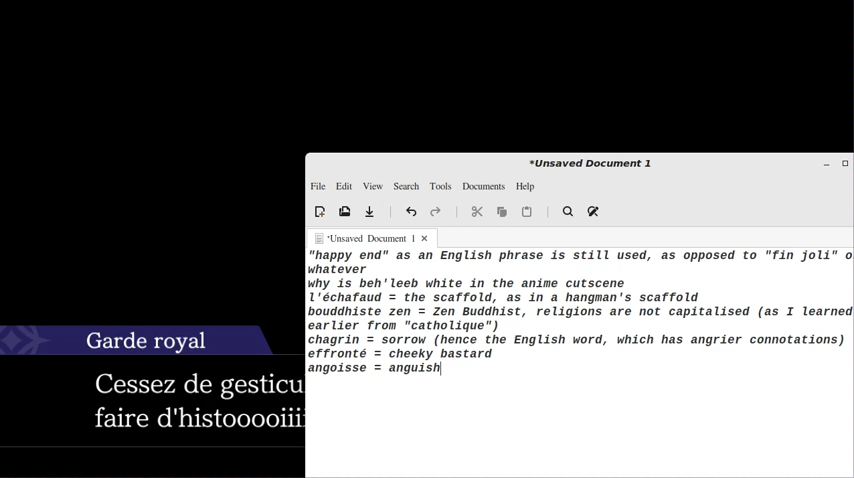 *Unsaved Document 1
File Edit View Search Tools Documents Help
*Unsaved Document 1
"happy end" as an English phrase is still used, as opposed to "fin joli" o
whatever
why is beh'leeb white in the anime cutscene
l'échafaud = the scaffold, as in a hangman's scaffold
bouddhiste zen = Zen Buddhist, religions are not capitalised (as I learned
earlier from "catholique")
chagrin = sorrow (hence the English word, which has angrier connotations)
effronté = cheeky bastard
angoisse = anguish
Garde royal
Cessez de gesticu
faire d'histooooiiii